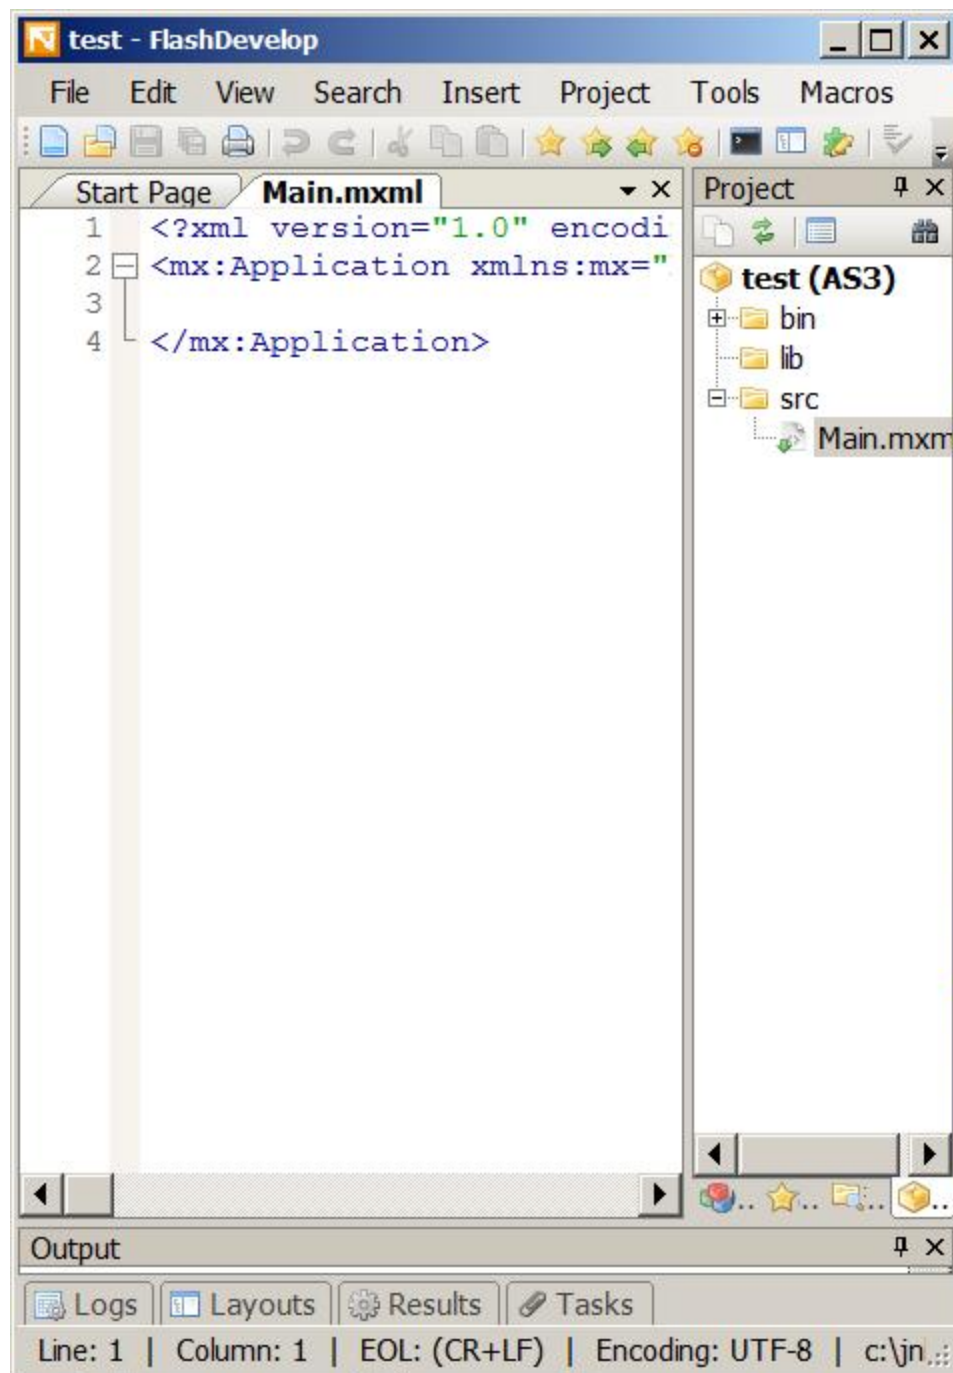 test - FlashDevelop
File Edit View Search Insert Project Tools Macros
Start Page Main.mxml
Project
1 <?xml version="1.0" encodi
2 <mx:Application xmlns:mx="
3
4 </mx:Application>
test (AS3)
bin
lib
src
Main.mxm
Output
Logs Layouts Results Tasks
Line: 1 | Column: 1 | EOL: (CR+LF) | Encoding: UTF-8 | c:\jn